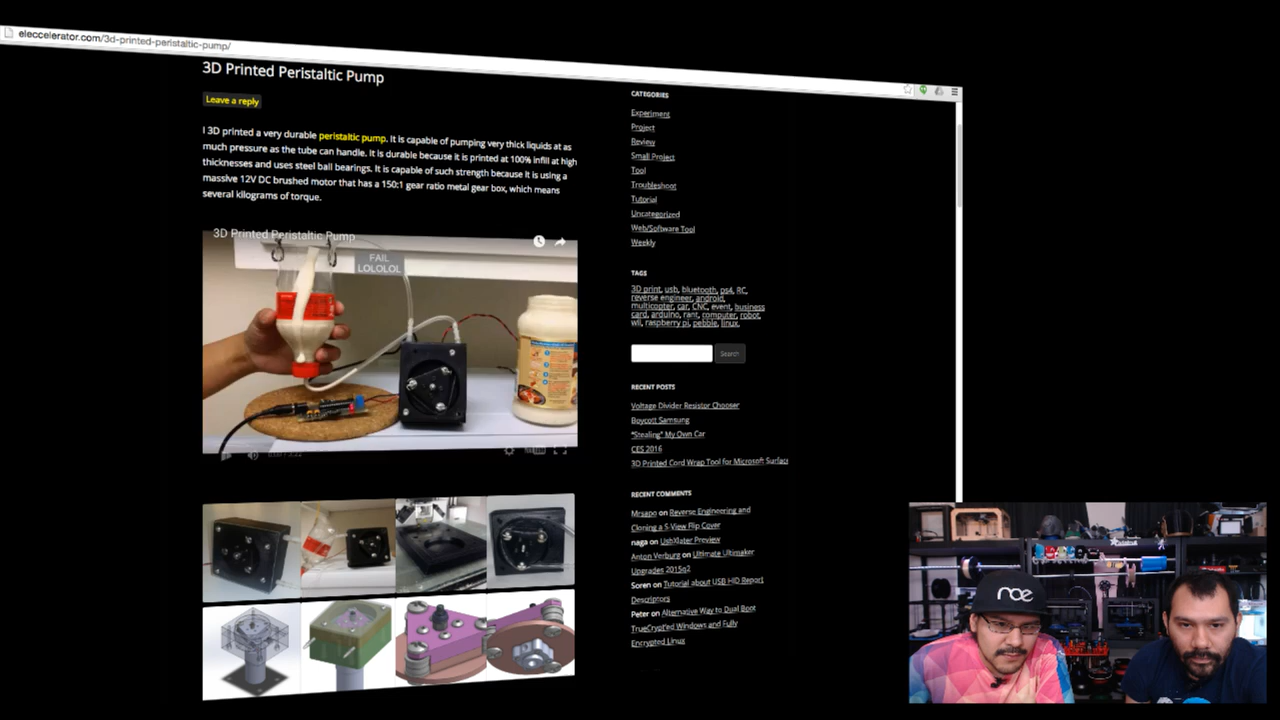 eleccelerator.com/3d-printed-peristaltic-pump/
3D Printed Peristaltic Pump
Leave a reply
I 3D printed a very durable peristaltic pump. It is capable of pumping very thick liquids at as
much pressure as the tube can handle. It is durable because it is printed at 100% infill at high
thicknesses and uses steel ball bearings. It is capable of such strength because it is using a
massive 12V DC brushed motor that has a 150:1 gear ratio metal gear box, which means
several kilograms of torque.
3D Printed Peristaltic Pump
FAIL
LOLOLOL
CATEGORIES
Experiment
Project
Review
Small Project
Tool
Troubleshoot
Tutorial
Uncategorized
Web/Software Tool
Weekly
TAGS
3D print, usb, bluetooth, ps4, RC,
reverse engineer, android,
multicopter, car, CNC, event, business
card, arduino, rant, computer, robot,
wii, raspberry pi, pebble, linux,
Search
RECENT POSTS
Voltage Divider Resistor Chooser
Boycott Samsung
"Stealing" My Own Car
CES 2016
3D Printed Cord Wrap Tool for Microsoft Surface
RECENT COMMENTS
Mrsapo on Reverse Engineering and
Cloning a S-View Flip Cover
naga on UsbXlater Preview
Anton Verburg on Ultimate Ultimaker
Upgrades 2015q2
Soren on Tutorial about USB HID Report
Descriptors
Peter on Alternative Way to Dual Boot
TrueCrypt'ed Windows and Fully
Encrypted Linux
noe